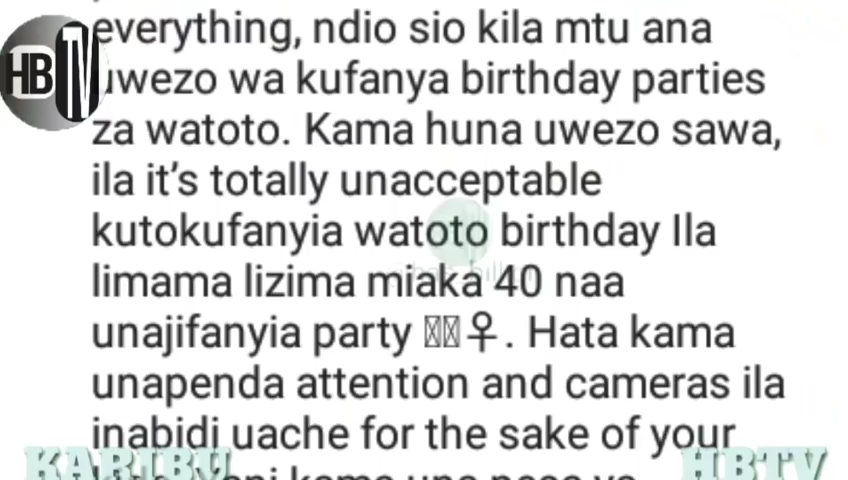 HB TV
everything, ndio sio kila mtu ana
uwezo wa kufanya birthday parties
za watoto. Kama huna uwezo sawa,
ila it's totally unacceptable
kutokufanyia watoto birthday Ila
limama lizima miaka 40 naa
unajifanyia party ♀. Hata kama
unapenda attention and cameras ila
inabidi uache for the sake of your
KARIBU
HBTV